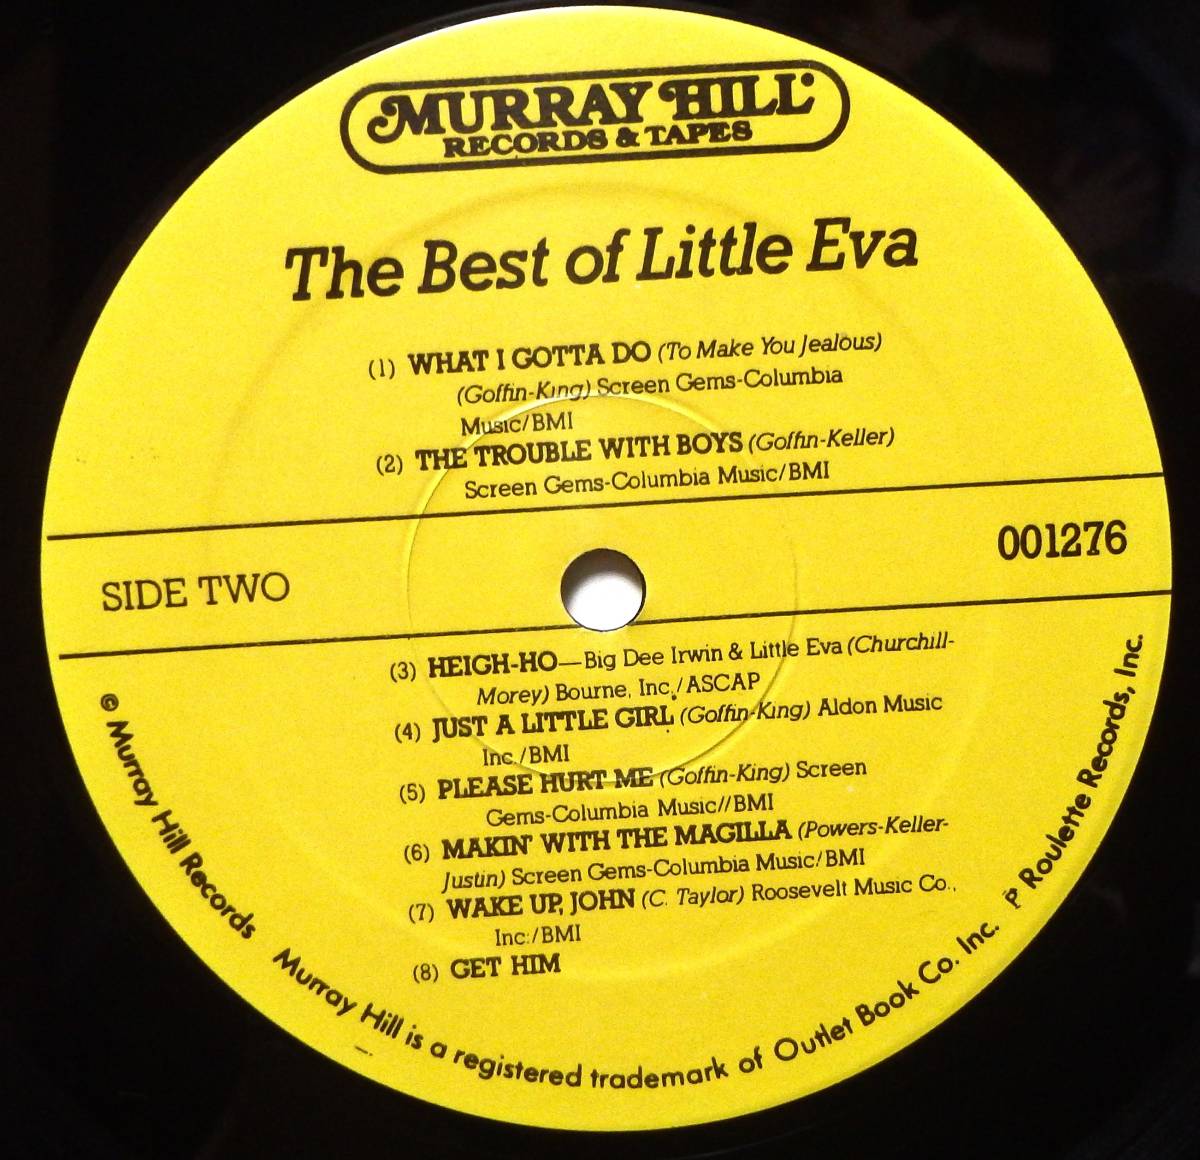 MURRAY HILL
RECORDS & TAPES
The Best of Little Eva
(1) WHAT I GOTTA DO (To Make You Jealous)
(Goffin-King) Screen Gems-Columbia
Music/BMI
(2) THE TROUBLE WITH BOYS (Goffin-Keller)
Screen Gems-Columbia Music/BMI
SIDE TWO
001276
(3) HEIGH-HO—Big Dee Irwin & Little Eva (Churchill-
Morey) Bourne, Inc./ASCAP
(4) JUST A LITTLE GIRL (Goffin-King) Aldon Music
Inc./BMI
(5) PLEASE HURT ME (Goffin-King) Screen
Gems-Columbia Music//BMI
(6) MAKIN' WITH THE MAGILLA (Powers-Keller-
Justin) Screen Gems-Columbia Music/BMI
(7) WAKE UP, JOHN (C. Taylor) Roosevelt Music Co.,
Inc./BMI
(8) GET HIM
© Murray Hill Records Murray Hill is a registered trademark of Outlet Book Co. Inc. ℗ Roulette Records, Inc.